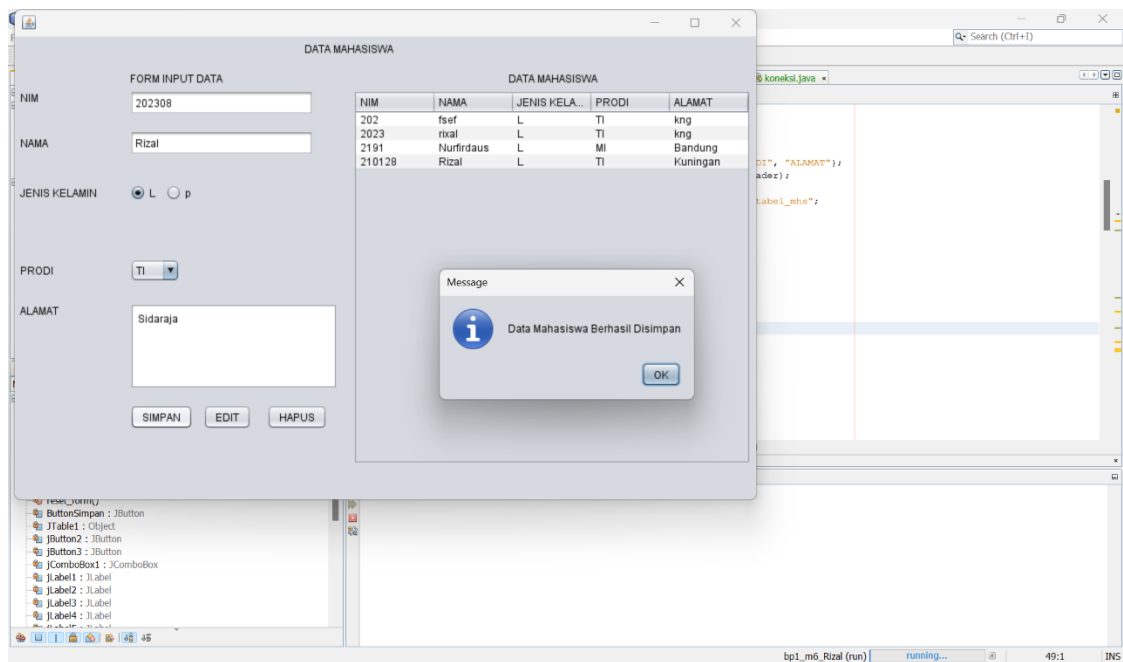 Search (Ctrl+I)
DATA MAHASISWA
FORM INPUT DATA
DATA MAHASISWA
koneksi.java
NIM
202308
NAMA
Rizal
JENIS KELAMIN
L
p
PRODI
TI
ALAMAT
Sidaraja
SIMPAN
EDIT
HAPUS
NIM NAMA JENIS KELA... PRODI ALAMAT
202 fsef L TI kng
2023 rixal L TI kng
2191 Nurfirdaus L MI Bandung
210128 Rizal L TI Kuningan
DI", "ALAMAT"};
ader);
tabel_mhs";
Message
Data Mahasiswa Berhasil Disimpan
OK
reset_form()
ButtonSimpan : JButton
JTable1 : Object
jButton2 : JButton
jButton3 : JButton
jComboBox1 : JComboBox
jLabel1 : JLabel
jLabel2 : JLabel
jLabel3 : JLabel
jLabel4 : JLabel
bp1_m6_Rizal (run)
running...
49:1
INS